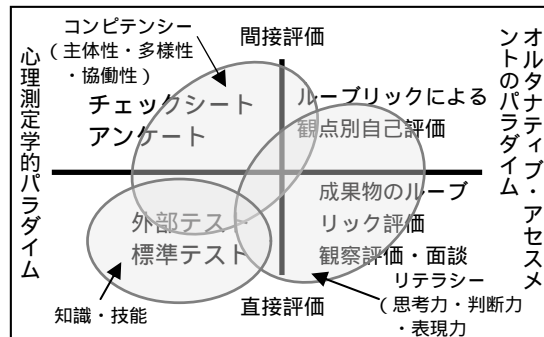 コンピテンシー
（主体性・多様性
・協働性）
間接評価
心理測定学的パラダイム
オルタナティブ・アセスメ
ントのパラダイム
チェックシート
アンケート
ルーブリックによる
観点別自己評価
外部テスト
標準テスト
成果物のルーブ
リック評価
観察評価・面談
知識・技能
直接評価
リテラシー
（思考力・判断力
・表現力